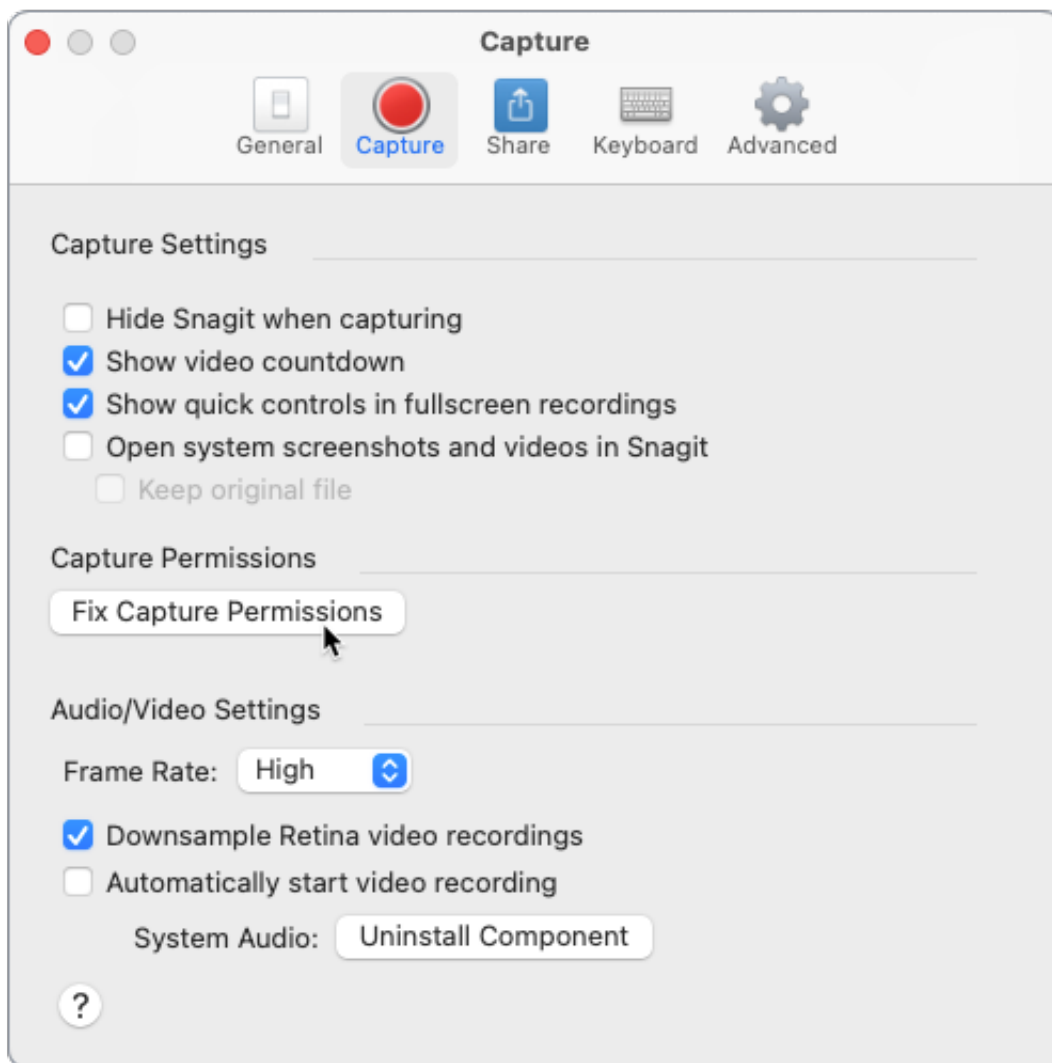 Capture
General
Capture
Share
Keyboard
Advanced
Capture Settings
Hide Snagit when capturing
Show video countdown
Show quick controls in fullscreen recordings
Open system screenshots and videos in Snagit
Keep original file
Capture Permissions
Fix Capture Permissions
Audio/Video Settings
Frame Rate: High
Downsample Retina video recordings
Automatically start video recording
System Audio: Uninstall Component
?